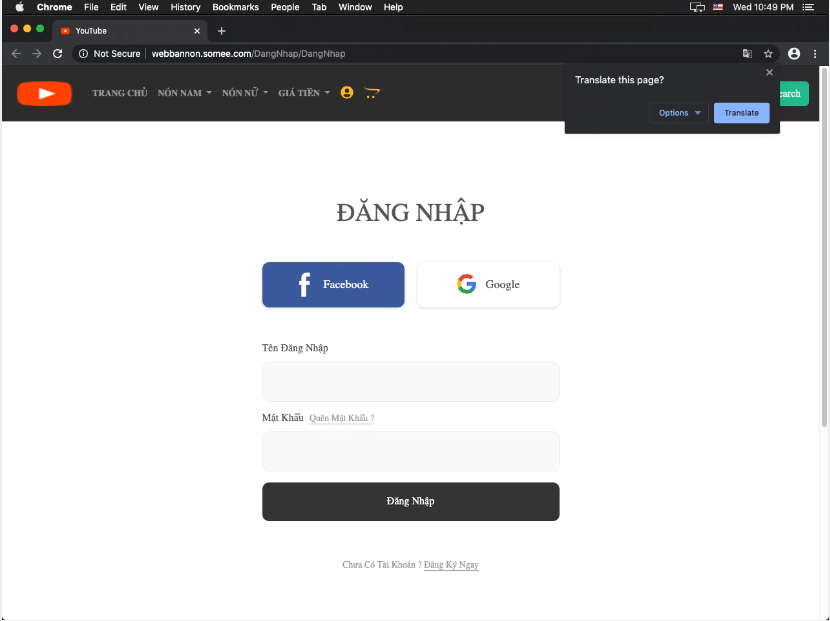 Chrome File Edit View History Bookmarks People Tab Window Help Wed 10:49 PM
YouTube
Not Secure webbannon.somee.com/DangNhap/DangNhap
Translate this page?
TRANG CHỦ NÓN NAM NÓN NỮ GIÁ TIỀN earch
Options Translate
ĐĂNG NHẬP
Facebook Google
Tên Đăng Nhập
Mật Khẩu Quên Mật Khẩu ?
Đăng Nhập
Chưa Có Tài Khoản ? Đăng Ký Ngay